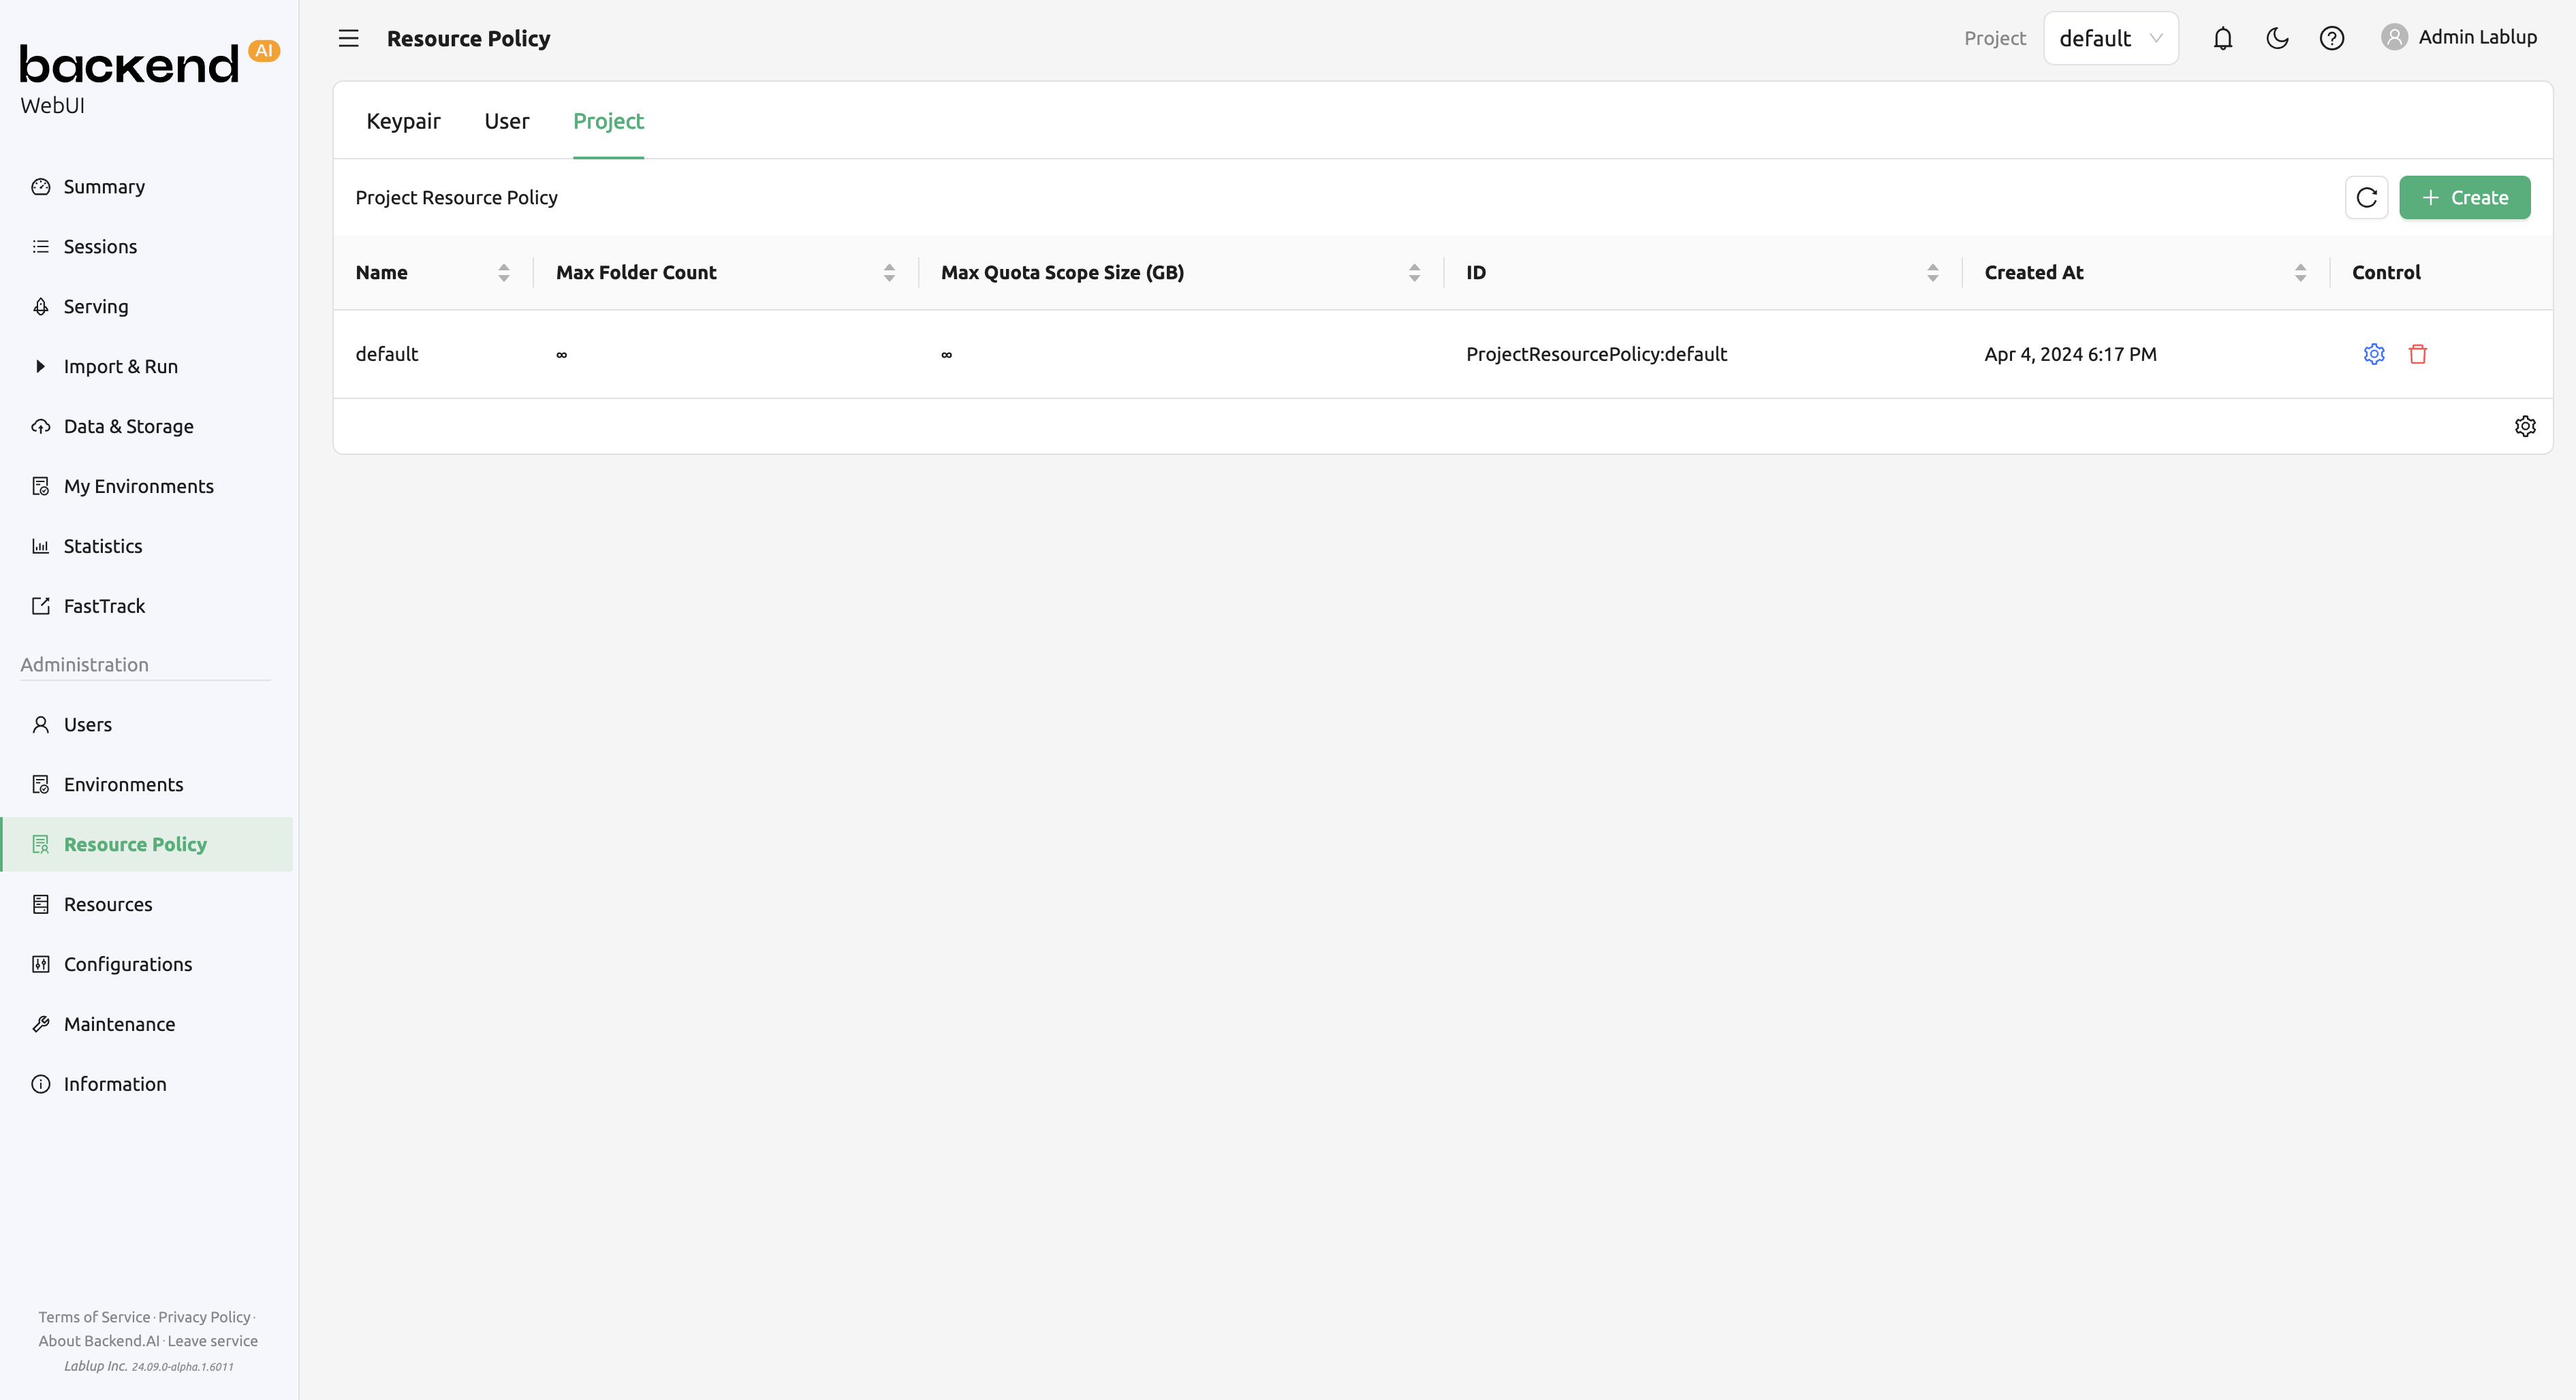 backend AI
WebUI
Summary
Sessions
Serving
Import & Run
Data & Storage
My Environments
Statistics
FastTrack
Administration
Users
Environments
Resource Policy
Resources
Configurations
Maintenance
Information
Terms of Service · Privacy Policy ·
About Backend.AI · Leave service
Lablup Inc. 24.09.0-alpha.1.6011
Resource Policy
Project default Admin Lablup
Keypair User Project
Project Resource Policy
Create
Name Max Folder Count Max Quota Scope Size (GB) ID Created At Control
default ∞ ∞ ProjectResourcePolicy:default Apr 4, 2024 6:17 PM